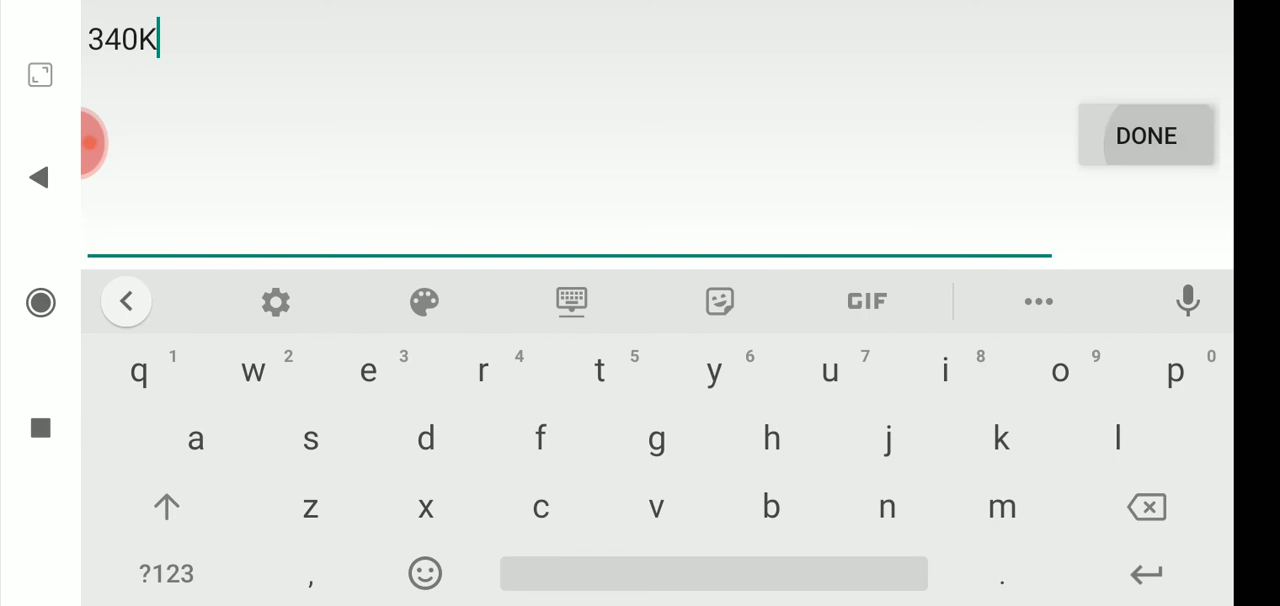 340K
DONE
GIF
q 1 w 2 e 3 r 4 t 5 y 6 u 7 i 8 o 9 p 0
a s d f g h j k l
z x c v b n m
?123 , .